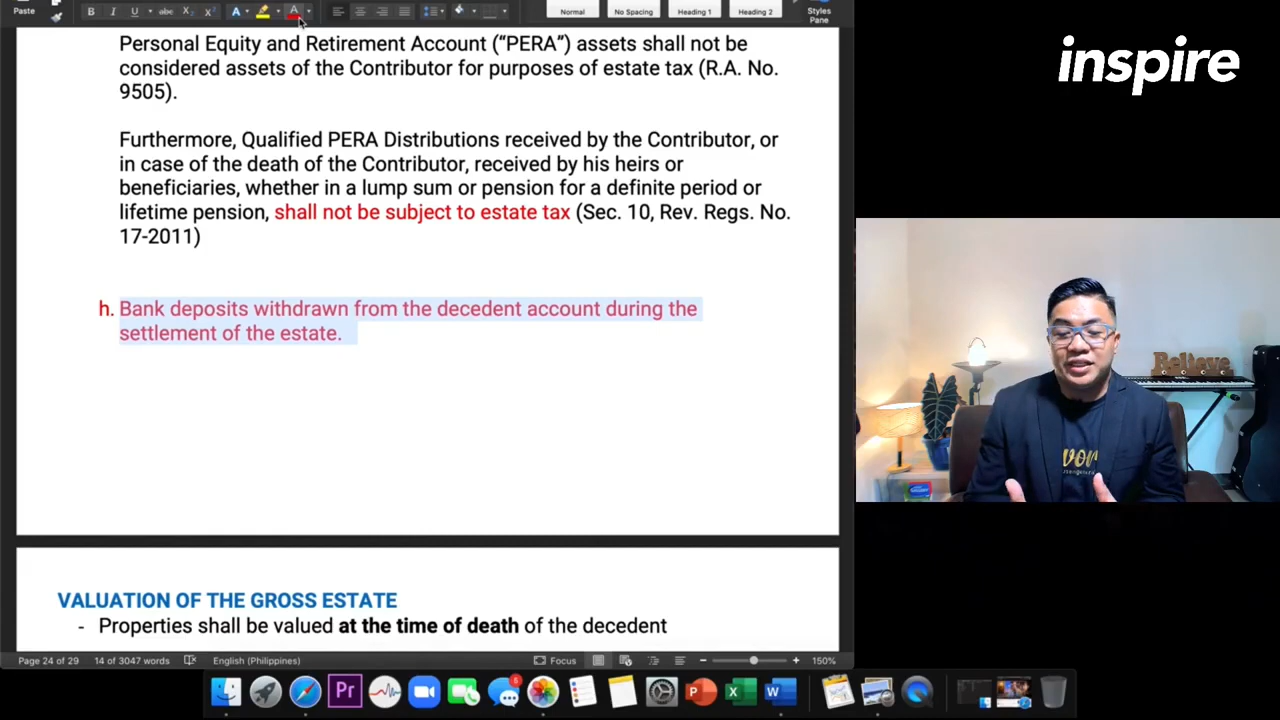 Paste
B I U abc X₂ X² A A
Normal No Spacing Heading 1 Heading 2 Styles
Pane
inspire
Personal Equity and Retirement Account (“PERA”) assets shall not be
considered assets of the Contributor for purposes of estate tax (R.A. No.
9505).
Furthermore, Qualified PERA Distributions received by the Contributor, or
in case of the death of the Contributor, received by his heirs or
beneficiaries, whether in a lump sum or pension for a definite period or
lifetime pension, shall not be subject to estate tax (Sec. 10, Rev. Regs. No.
17-2011)
h. Bank deposits withdrawn from the decedent account during the
settlement of the estate.
Believe
VALUATION OF THE GROSS ESTATE
- Properties shall be valued at the time of death of the decedent
Page 24 of 29 14 of 3047 words English (Philippines) Focus 150%
Pr 5 P X W